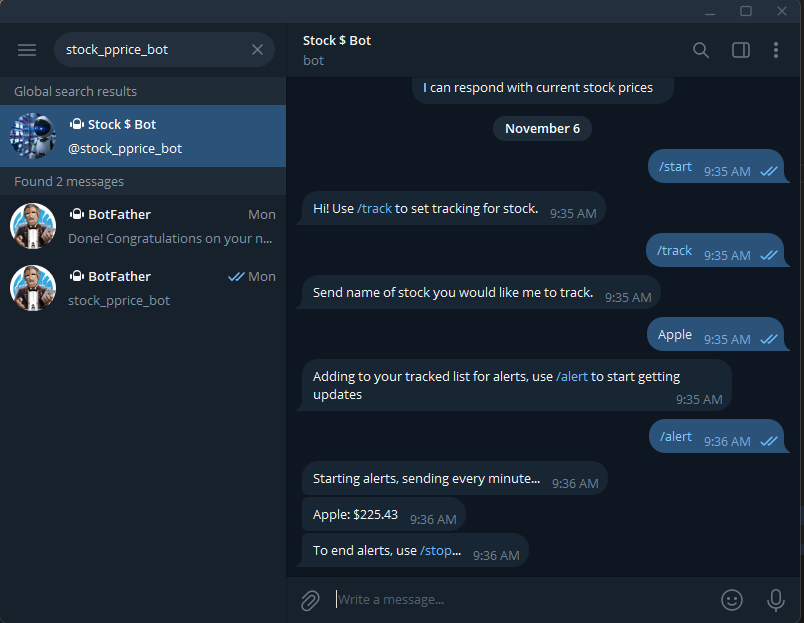 stock_pprice_bot
Global search results
Stock $ Bot
@stock_pprice_bot
Found 2 messages
BotFather Mon
Done! Congratulations on your n...
BotFather Mon
stock_pprice_bot
Stock $ Bot
bot
I can respond with current stock prices
November 6
/start 9:35 AM
Hi! Use /track to set tracking for stock. 9:35 AM
/track 9:35 AM
Send name of stock you would like me to track. 9:35 AM
Apple 9:35 AM
Adding to your tracked list for alerts, use /alert to start getting
updates 9:35 AM
/alert 9:36 AM
Starting alerts, sending every minute... 9:36 AM
Apple: $225.43 9:36 AM
To end alerts, use /stop... 9:36 AM
Write a message...